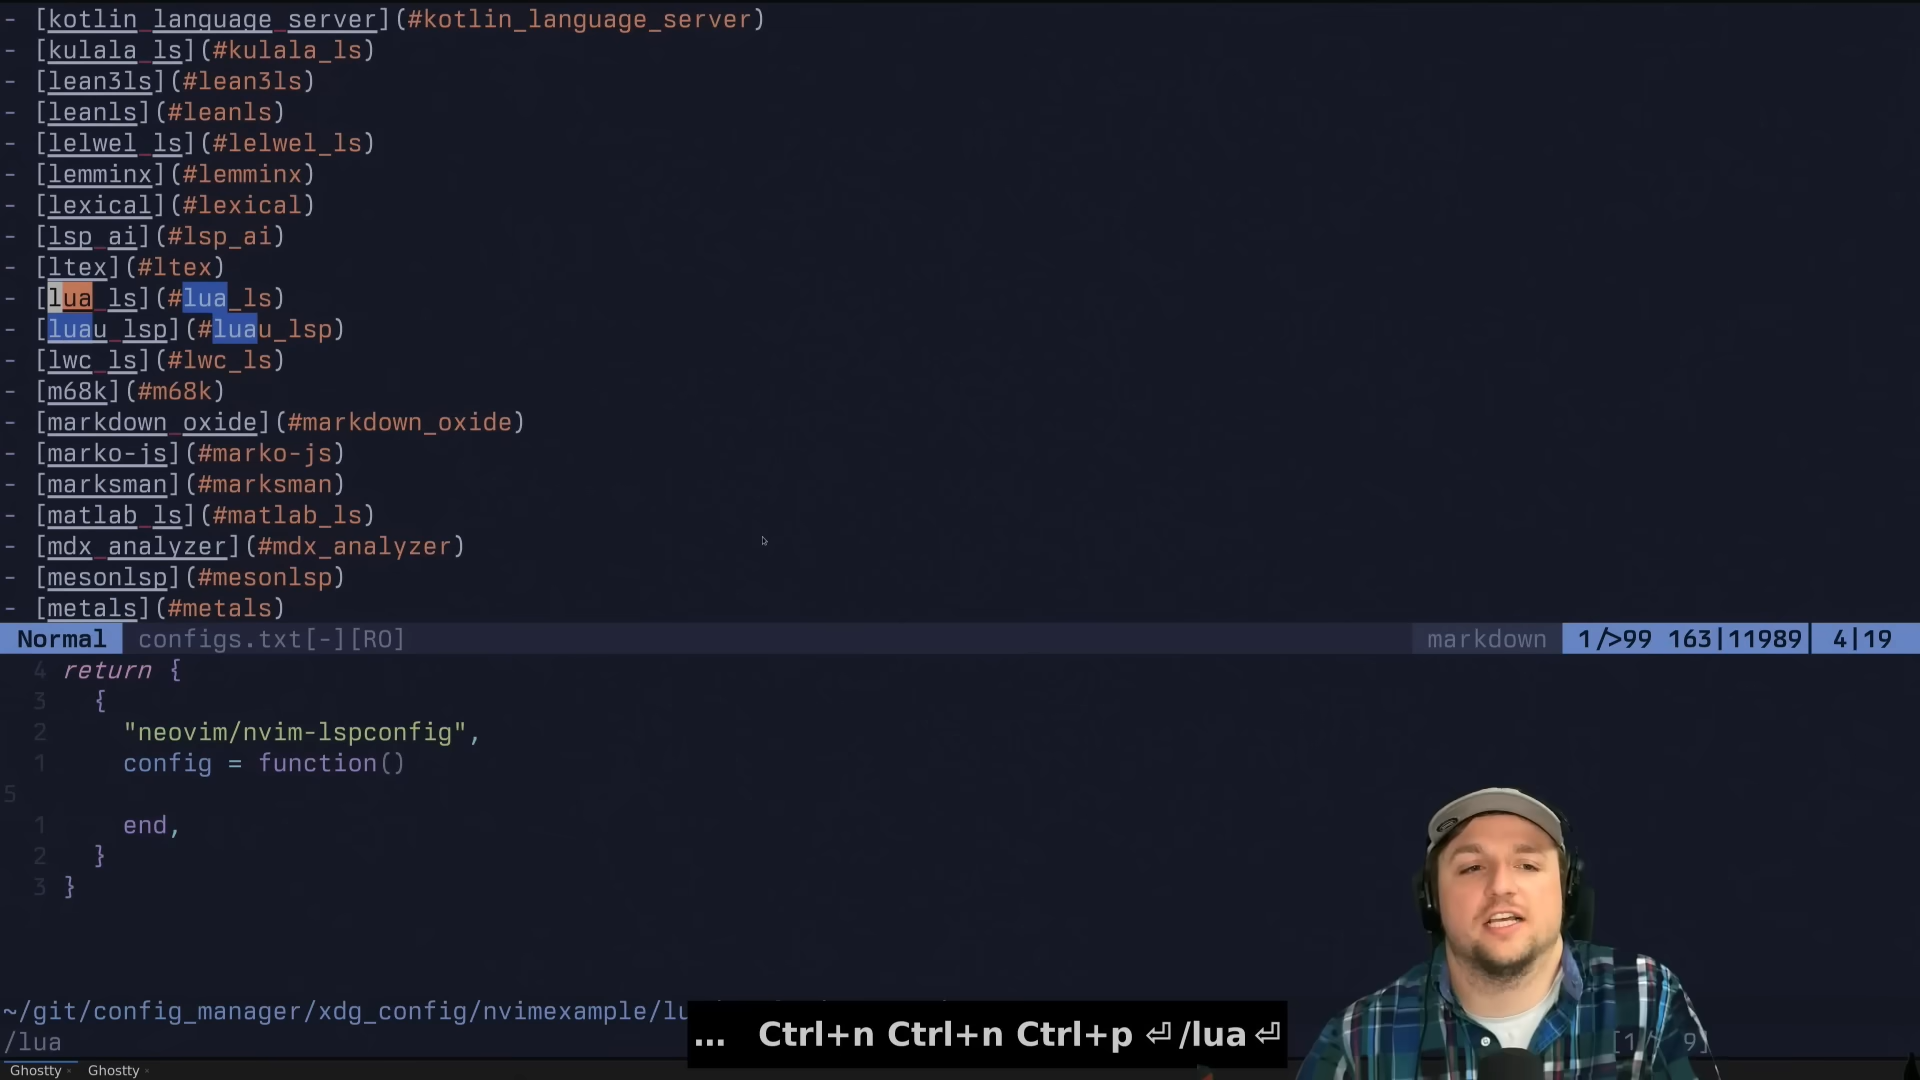 - [kotlin_language_server](#kotlin_language_server)
- [kulala_ls](#kulala_ls)
- [lean3ls](#lean3ls)
- [leanls](#leanls)
- [lelwel_ls](#lelwel_ls)
- [lemminx](#lemminx)
- [lexical](#lexical)
- [lsp_ai](#lsp_ai)
- [ltex](#ltex)
- [lua_ls](#lua_ls)
- [luau_lsp](#luau_lsp)
- [lwc_ls](#lwc_ls)
- [m68k](#m68k)
- [markdown_oxide](#markdown_oxide)
- [marko-js](#marko-js)
- [marksman](#marksman)
- [matlab_ls](#matlab_ls)
- [mdx_analyzer](#mdx_analyzer)
- [mesonlsp](#mesonlsp)
- [metals](#metals)
Normal configs.txt[-][RO] markdown 1/>99 163|11989 4|19
4 return {
3 {
2 "neovim/nvim-lspconfig",
1 config = function()
5
1 end,
2 }
3 }
~/git/config_manager/xdg_config/nvimexample/lu
… Ctrl+n Ctrl+n Ctrl+p ⏎ /lua ⏎
/lua [1/ 9]
Ghostty Ghostty